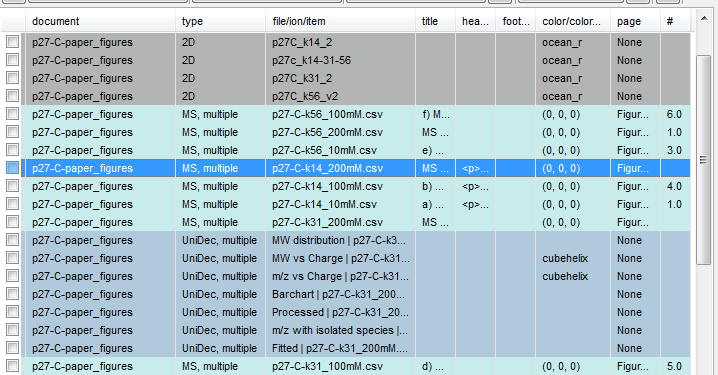 document type file/ion/item title hea... foot... color/color... page #
p27-C-paper_figures 2D p27C_k14_2 ocean_r None
p27-C-paper_figures 2D p27c_k14-31-56 ocean_r None
p27-C-paper_figures 2D p27C_k31_2 ocean_r None
p27-C-paper_figures 2D p27C_k56_v2 ocean_r None
p27-C-paper_figures MS, multiple p27-C-k56_100mM.csv f) M... (0, 0, 0) Figur... 6.0
p27-C-paper_figures MS, multiple p27-C-k56_200mM.csv MS ... (0, 0, 0) Figur... 1.0
p27-C-paper_figures MS, multiple p27-C-k56_10mM.csv e) ... (0, 0, 0) Figur... 3.0
p27-C-paper_figures MS, multiple p27-C-k14_200mM.csv MS ... <p>... (0, 0, 0) Figur...
p27-C-paper_figures MS, multiple p27-C-k14_100mM.csv b) ... <p>... (0, 0, 0) Figur... 4.0
p27-C-paper_figures MS, multiple p27-C-k14_10mM.csv a) ... <p>... (0, 0, 0) Figur... 1.0
p27-C-paper_figures MS, multiple p27-C-k31_200mM.csv MS ... (0, 0, 0) Figur...
p27-C-paper_figures UniDec, multiple MW distribution | p27-C-k3... None
p27-C-paper_figures UniDec, multiple MW vs Charge | p27-C-k31... cubehelix None
p27-C-paper_figures UniDec, multiple m/z vs Charge | p27-C-k31... cubehelix None
p27-C-paper_figures UniDec, multiple Barchart | p27-C-k31_200... None
p27-C-paper_figures UniDec, multiple Processed | p27-C-k31_20... None
p27-C-paper_figures UniDec, multiple m/z with isolated species |... None
p27-C-paper_figures UniDec, multiple Fitted | p27-C-k31_200mM.... None
p27-C-paper_figures MS, multiple p27-C-k31_100mM.csv d) ... (0, 0, 0) Figur... 5.0